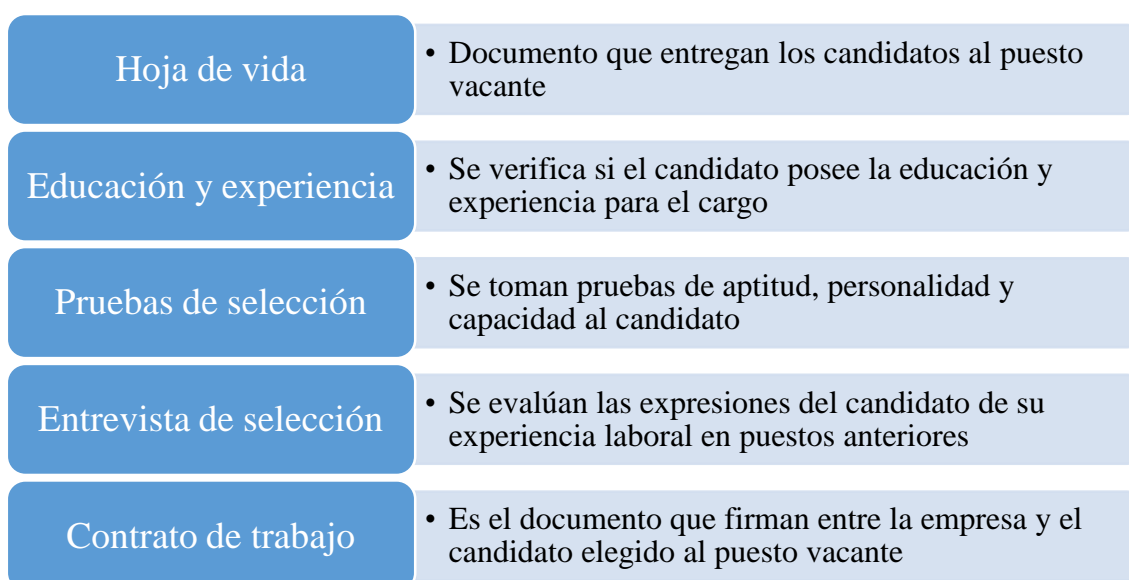 Hoja de vida
• Documento que entregan los candidatos al puesto
vacante
Educación y experiencia
• Se verifica si el candidato posee la educación y
experiencia para el cargo
Pruebas de selección
• Se toman pruebas de aptitud, personalidad y
capacidad al candidato
Entrevista de selección
• Se evalúan las expresiones del candidato de su
experiencia laboral en puestos anteriores
Contrato de trabajo
• Es el documento que firman entre la empresa y el
candidato elegido al puesto vacante